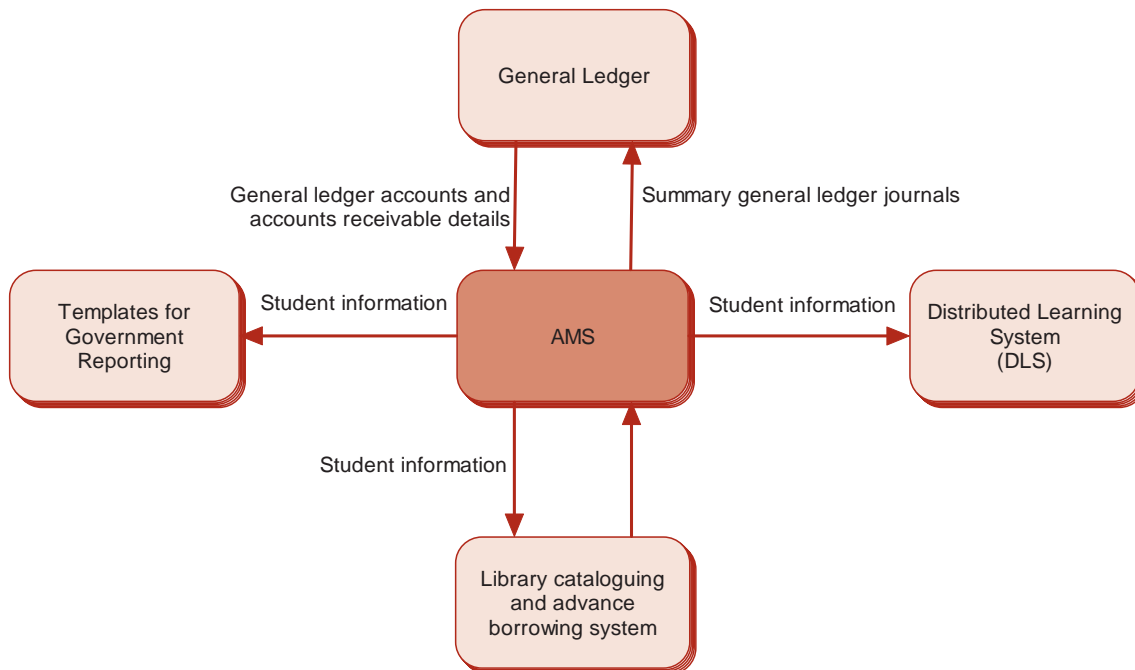 General Ledger
General ledger accounts and
accounts receivable details
Summary general ledger journals
Templates for
Government
Reporting
Student information
AMS
Student information
Distributed Learning
System
(DLS)
Student information
Library cataloguing
and advance
borrowing system